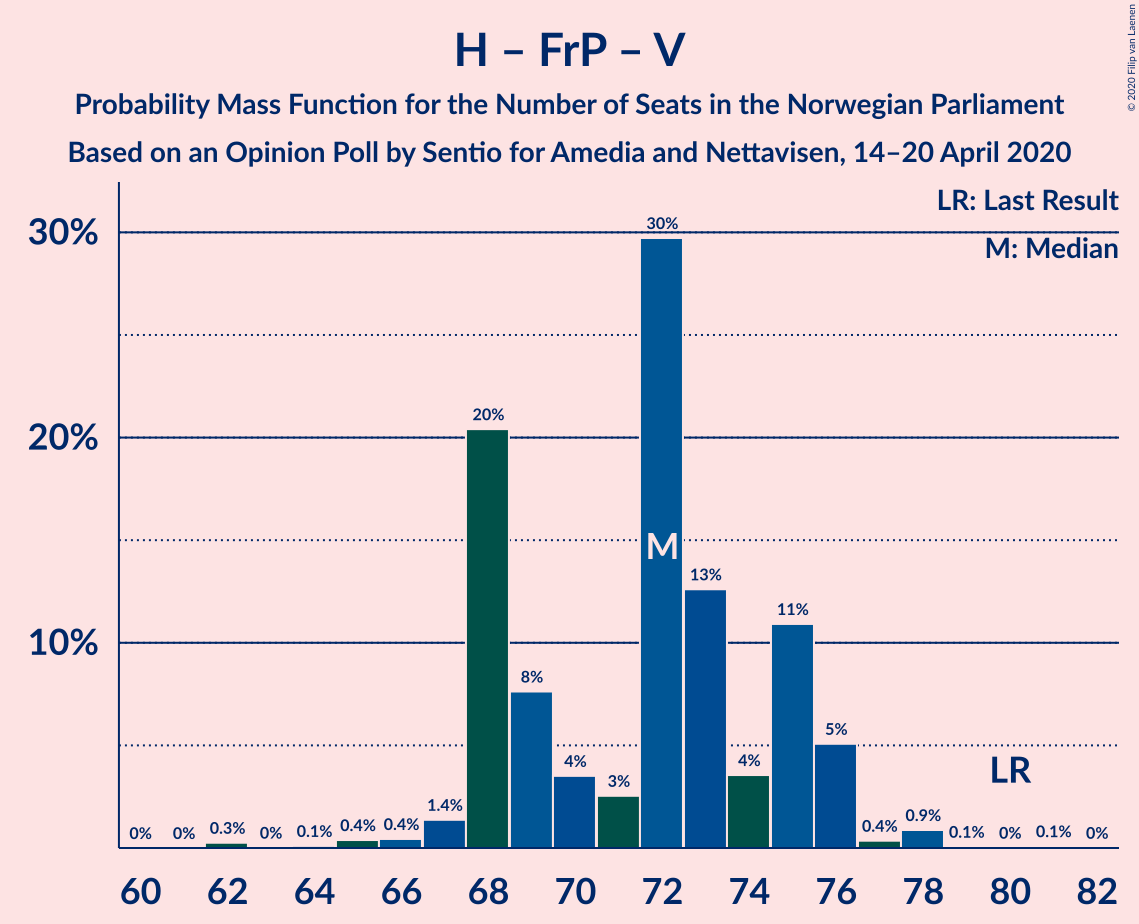 © 2020 Filip van Laenen
H – FrP – V
Probability Mass Function for the Number of Seats in the Norwegian Parliament
Based on an Opinion Poll by Sentio for Amedia and Nettavisen, 14–20 April 2020
LR: Last Result
M: Median
30%
20%
10%
0% 0% 0.3% 0% 0.1% 0.4% 0.4% 1.4% 20% 8% 4% 3% 30% 13% 4% 11% 5% 0.4% 0.9% 0.1% 0% 0.1% 0%
M
LR
60 62 64 66 68 70 72 74 76 78 80 82